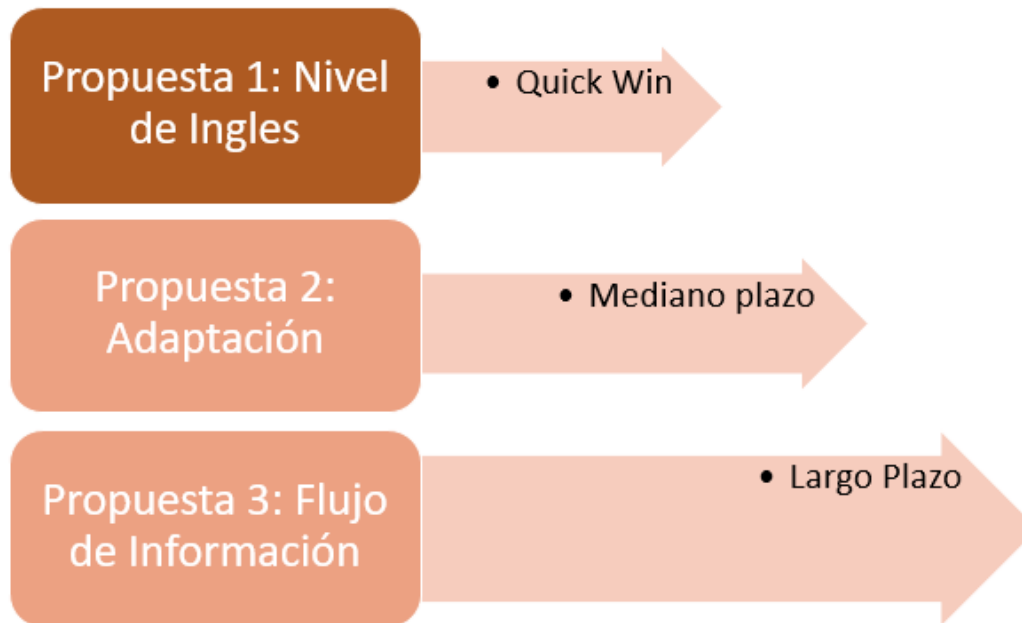 Propuesta 1: Nivel
de Ingles
• Quick Win
Propuesta 2:
Adaptación
• Mediano plazo
Propuesta 3: Flujo
de Información
• Largo Plazo